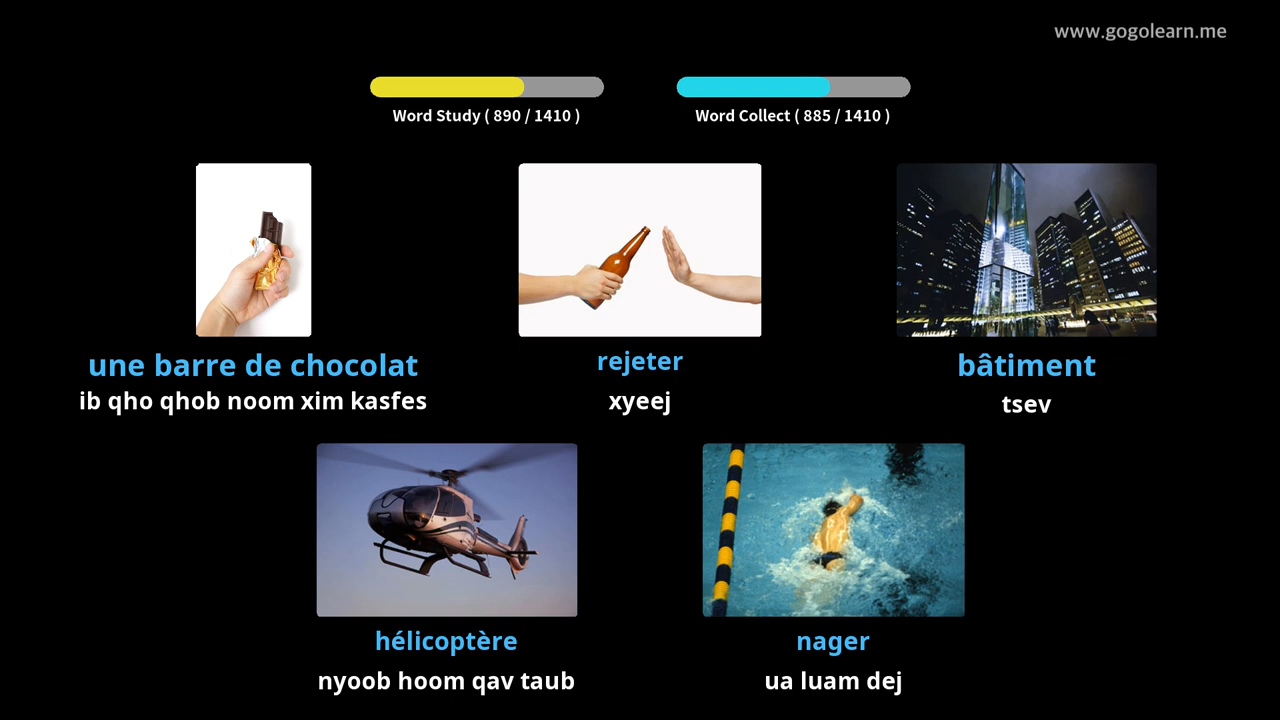 www.gogolearn.me
Word Study ( 890 / 1410 )
Word Collect ( 885 / 1410 )
une barre de chocolat
ib qho qhob noom xim kasfes
rejeter
xyeej
bâtiment
tsev
hélicoptère
nyoob hoom qav taub
nager
ua luam dej